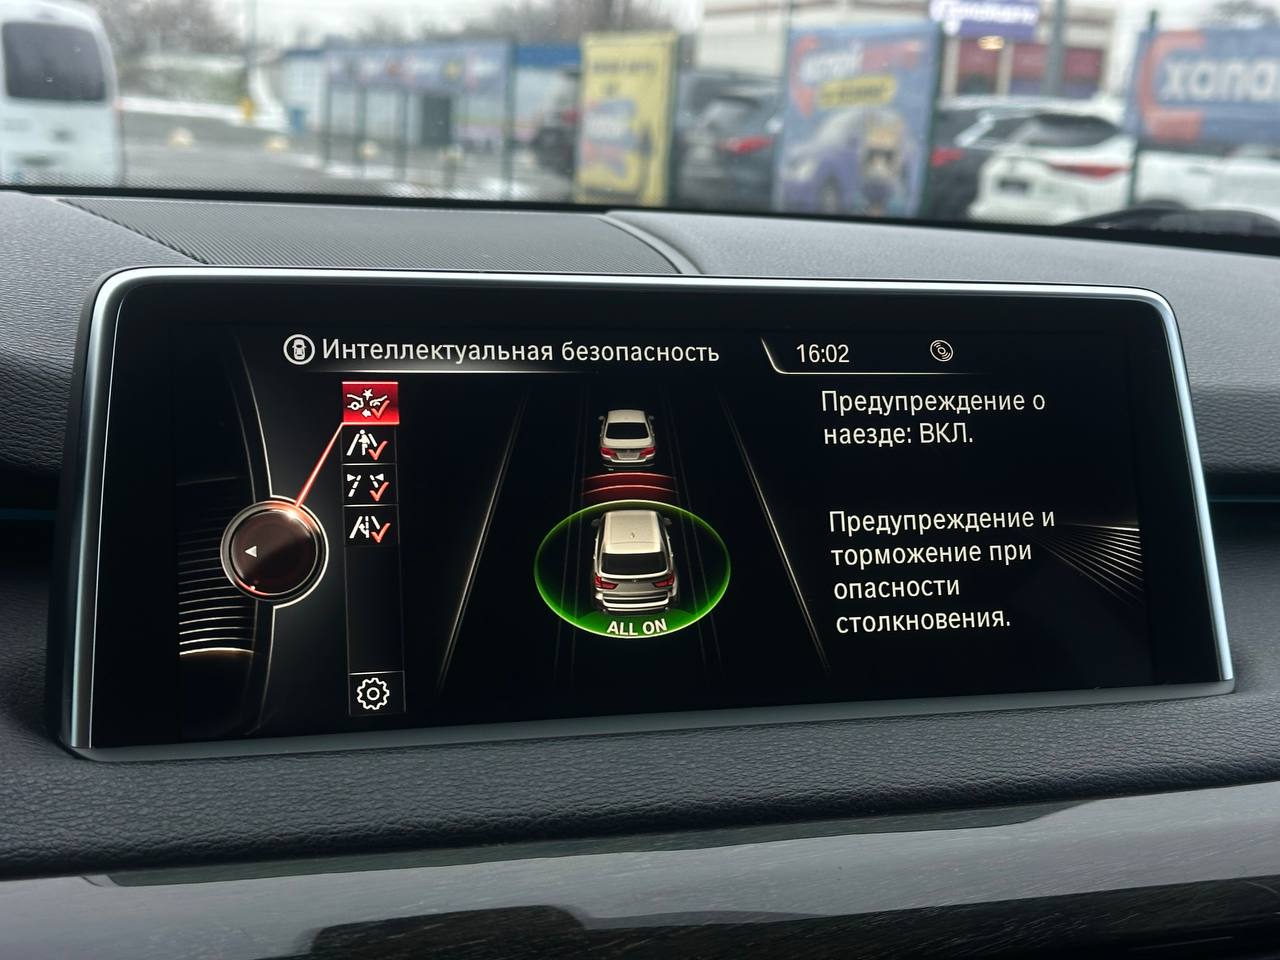 Интеллектуальная безопасность
16:02
Предупреждение о
наезде: ВКЛ.
Предупреждение и
торможение при
опасности
столкновения.
ALL ON